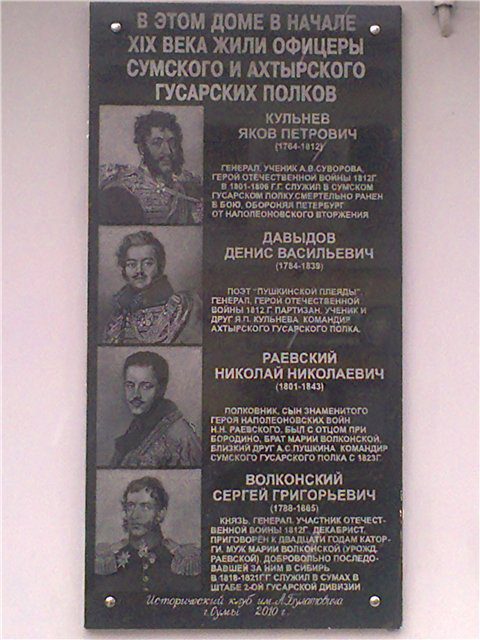 В ЭТОМ ДОМЕ В НАЧАЛЕ
XIX ВЕКА ЖИЛИ ОФИЦЕРЫ
СУМСКОГО И АХТЫРСКОГО
ГУСАРСКИХ ПОЛКОВ
КУЛЬНЕВ
ЯКОВ ПЕТРОВИЧ
(1764-1812)
ГЕНЕРАЛ, УЧЕНИК А.В.СУВОРОВА,
ГЕРОЙ ОТЕЧЕСТВЕННОЙ ВОЙНЫ 1812Г.
В 1801-1806 Г.Г. СЛУЖИЛ В СУМСКОМ
ГУСАРСКОМ ПОЛКУ.СМЕРТЕЛЬНО РАНЕН
В БОЮ, ОБОРОНЯЯ ПЕТЕРБУРГ
ОТ НАПОЛЕОНОВСКОГО ВТОРЖЕНИЯ
ДАВЫДОВ
ДЕНИС ВАСИЛЬЕВИЧ
(1784-1839)
ПОЭТ "ПУШКИНСКОЙ ПЛЕЯДЫ".
ГЕНЕРАЛ, ГЕРОЙ ОТЕЧЕСТВЕННОЙ
ВОЙНЫ 1812 Г. ПАРТИЗАН, УЧЕНИК И
ДРУГ Я.П. КУЛЬНЕВА. КОМАНДИР
АХТЫРСКОГО ГУСАРСКОГО ПОЛКА.
РАЕВСКИЙ
НИКОЛАЙ НИКОЛАЕВИЧ
(1801-1843)
ПОЛКОВНИК, СЫН ЗНАМЕНИТОГО
ГЕРОЯ НАПОЛЕОНОВСКИХ ВОЙН
Н.Н. РАЕВСКОГО, БЫЛ С ОТЦОМ ПРИ
БОРОДИНО, БРАТ МАРИИ ВОЛКОНСКОЙ,
БЛИЗКИЙ ДРУГ А.С.ПУШКИНА. КОМАНДИР
СУМСКОГО ГУСАРСКОГО ПОЛКА С 1823Г.
ВОЛКОНСКИЙ
СЕРГЕЙ ГРИГОРЬЕВИЧ
(1788-1865)
КНЯЗЬ, ГЕНЕРАЛ, УЧАСТНИК ОТЕЧЕСТ-
ВЕННОЙ ВОЙНЫ 1812Г. ДЕКАБРИСТ,
ПРИГОВОРЕН К ДВАДЦАТИ ГОДАМ КАТОР-
ГИ. МУЖ МАРИИ ВОЛКОНСКОЙ (УРОЖД.
РАЕВСКОЙ), ДОБРОВОЛЬНО ПОСЛЕДО-
ВАВШЕЙ ЗА НИМ В СИБИРЬ
В 1818-1821Г.Г СЛУЖИЛ В СУМАХ В
ШТАБЕ 2-ОЙ ГУСАРСКОЙ ДИВИЗИИ
Исторический клуб им.А.Булатовича
г.Сумы 2010 г.